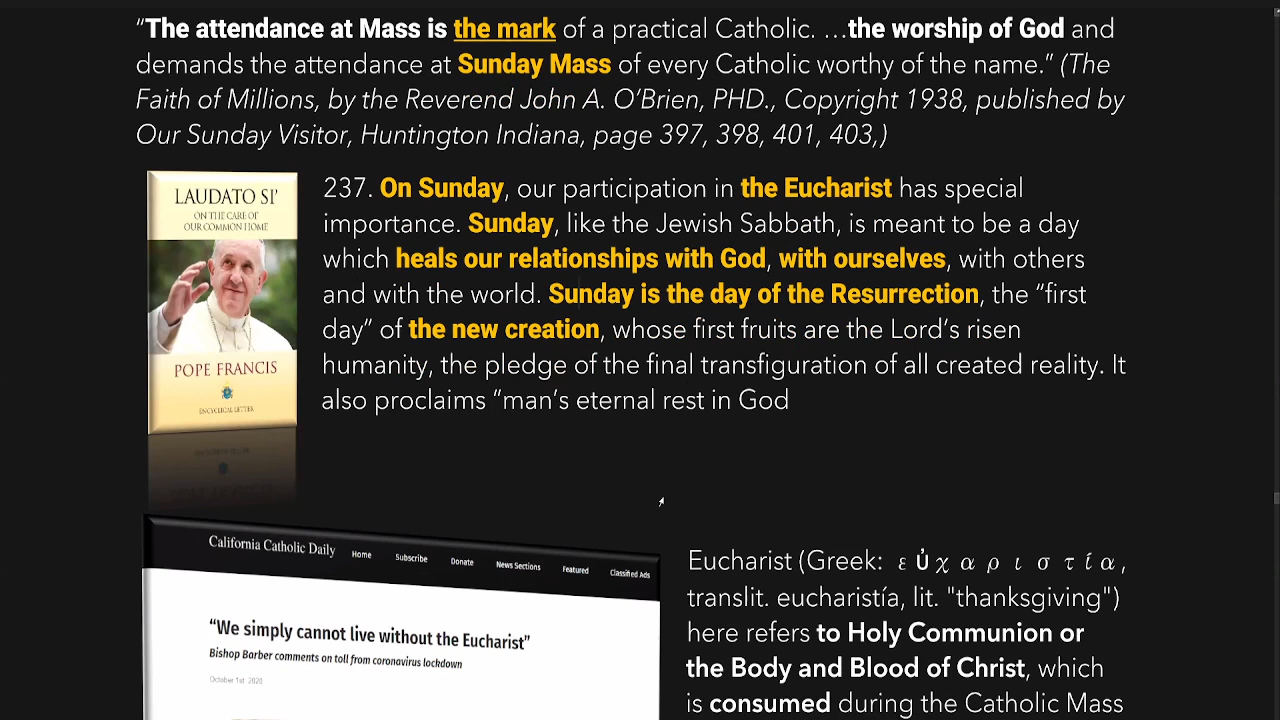 “The attendance at Mass is the mark of a practical Catholic. …the worship of God and
demands the attendance at Sunday Mass of every Catholic worthy of the name.” (The
Faith of Millions, by the Reverend John A. O’Brien, PHD., Copyright 1938, published by
Our Sunday Visitor, Huntington Indiana, page 397, 398, 401, 403,)
LAUDATO SI’
ON THE CARE OF
OUR COMMON HOME
POPE FRANCIS
ENCYCLICAL LETTER
237. On Sunday, our participation in the Eucharist has special
importance. Sunday, like the Jewish Sabbath, is meant to be a day
which heals our relationships with God, with ourselves, with others
and with the world. Sunday is the day of the Resurrection, the “first
day” of the new creation, whose first fruits are the Lord’s risen
humanity, the pledge of the final transfiguration of all created reality. It
also proclaims “man’s eternal rest in God
California Catholic Daily Home Subscribe Donate News Sections Featured Classified Ads
“We simply cannot live without the Eucharist”
Bishop Barber comments on toll from coronavirus lockdown
October 1st, 2020
Eucharist (Greek: εὐχαριστία,
translit. eucharistía, lit. "thanksgiving")
here refers to Holy Communion or
the Body and Blood of Christ, which
is consumed during the Catholic Mass